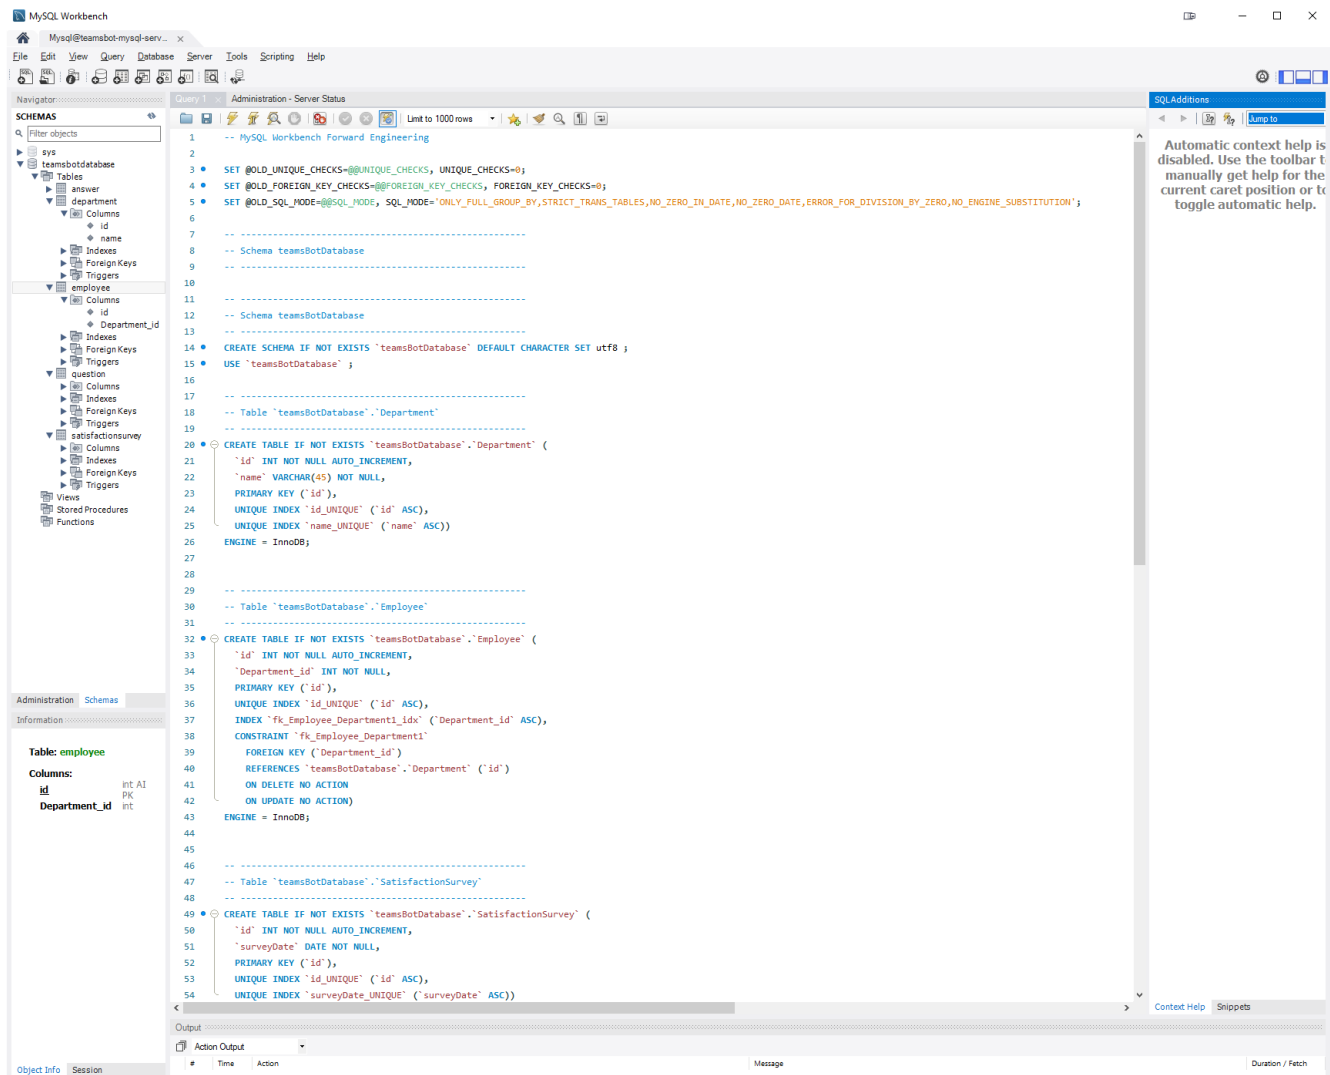 MySQL Workbench
Mysql@teamsbot-mysql-serv... ×
File Edit View Query Database Server Tools Scripting Help
Navigator
SCHEMAS
Filter objects
sys
teamsbotdatabase
Tables
answer
department
Columns
id
name
Indexes
Foreign Keys
Triggers
employee
Columns
id
Department_id
Indexes
Foreign Keys
Triggers
question
Columns
Indexes
Foreign Keys
Triggers
satisfactionsurvey
Columns
Indexes
Foreign Keys
Triggers
Views
Stored Procedures
Functions
Administration Schemas
Information
Table: employee
Columns:
id int AI PK
Department_id int
Object Info Session
Query 1 × Administration - Server Status
Limit to 1000 rows
1 -- MySQL Workbench Forward Engineering
2
3 SET @OLD_UNIQUE_CHECKS=@@UNIQUE_CHECKS, UNIQUE_CHECKS=0;
4 SET @OLD_FOREIGN_KEY_CHECKS=@@FOREIGN_KEY_CHECKS, FOREIGN_KEY_CHECKS=0;
5 SET @OLD_SQL_MODE=@@SQL_MODE, SQL_MODE='ONLY_FULL_GROUP_BY,STRICT_TRANS_TABLES,NO_ZERO_IN_DATE,NO_ZERO_DATE,ERROR_FOR_DIVISION_BY_ZERO,NO_ENGINE_SUBSTITUTION';
6
7 -- -----------------------------------------------------
8 -- Schema teamsBotDatabase
9 -- -----------------------------------------------------
10
11 -- -----------------------------------------------------
12 -- Schema teamsBotDatabase
13 -- -----------------------------------------------------
14 CREATE SCHEMA IF NOT EXISTS `teamsBotDatabase` DEFAULT CHARACTER SET utf8 ;
15 USE `teamsBotDatabase` ;
16
17 -- -----------------------------------------------------
18 -- Table `teamsBotDatabase`.`Department`
19 -- -----------------------------------------------------
20 CREATE TABLE IF NOT EXISTS `teamsBotDatabase`.`Department` (
21 `id` INT NOT NULL AUTO_INCREMENT,
22 `name` VARCHAR(45) NOT NULL,
23 PRIMARY KEY (`id`),
24 UNIQUE INDEX `id_UNIQUE` (`id` ASC),
25 UNIQUE INDEX `name_UNIQUE` (`name` ASC))
26 ENGINE = InnoDB;
27
28
29 -- -----------------------------------------------------
30 -- Table `teamsBotDatabase`.`Employee`
31 -- -----------------------------------------------------
32 CREATE TABLE IF NOT EXISTS `teamsBotDatabase`.`Employee` (
33 `id` INT NOT NULL AUTO_INCREMENT,
34 `Department_id` INT NOT NULL,
35 PRIMARY KEY (`id`),
36 UNIQUE INDEX `id_UNIQUE` (`id` ASC),
37 INDEX `fk_Employee_Department1_idx` (`Department_id` ASC),
38 CONSTRAINT `fk_Employee_Department1`
39 FOREIGN KEY (`Department_id`)
40 REFERENCES `teamsBotDatabase`.`Department` (`id`)
41 ON DELETE NO ACTION
42 ON UPDATE NO ACTION)
43 ENGINE = InnoDB;
44
45
46 -- -----------------------------------------------------
47 -- Table `teamsBotDatabase`.`SatisfactionSurvey`
48 -- -----------------------------------------------------
49 CREATE TABLE IF NOT EXISTS `teamsBotDatabase`.`SatisfactionSurvey` (
50 `id` INT NOT NULL AUTO_INCREMENT,
51 `surveyDate` DATE NOT NULL,
52 PRIMARY KEY (`id`),
53 UNIQUE INDEX `id_UNIQUE` (`id` ASC),
54 UNIQUE INDEX `surveyDate_UNIQUE` (`surveyDate` ASC))
Output
Action Output
# Time Action Message Duration / Fetch
SQLAdditions
Jump to
Automatic context help is
disabled. Use the toolbar t
manually get help for the
current caret position or to
toggle automatic help.
Context Help Snippets